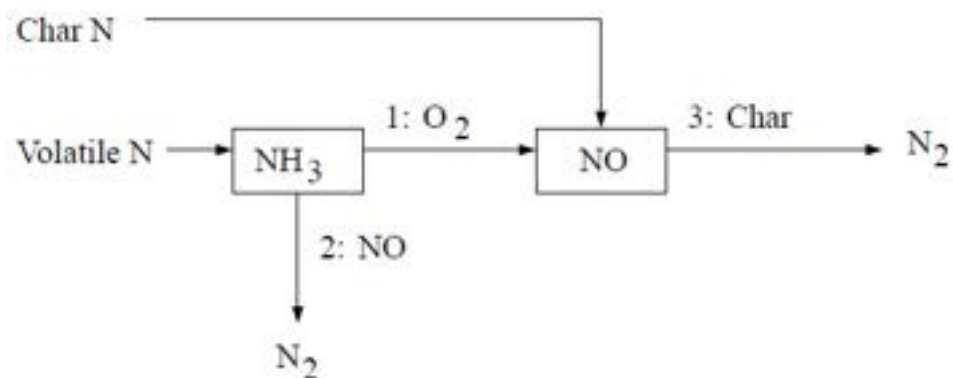 Char N
1: O2
3: Char
Volatile N
NH3
NO
N2
2: NO
N2